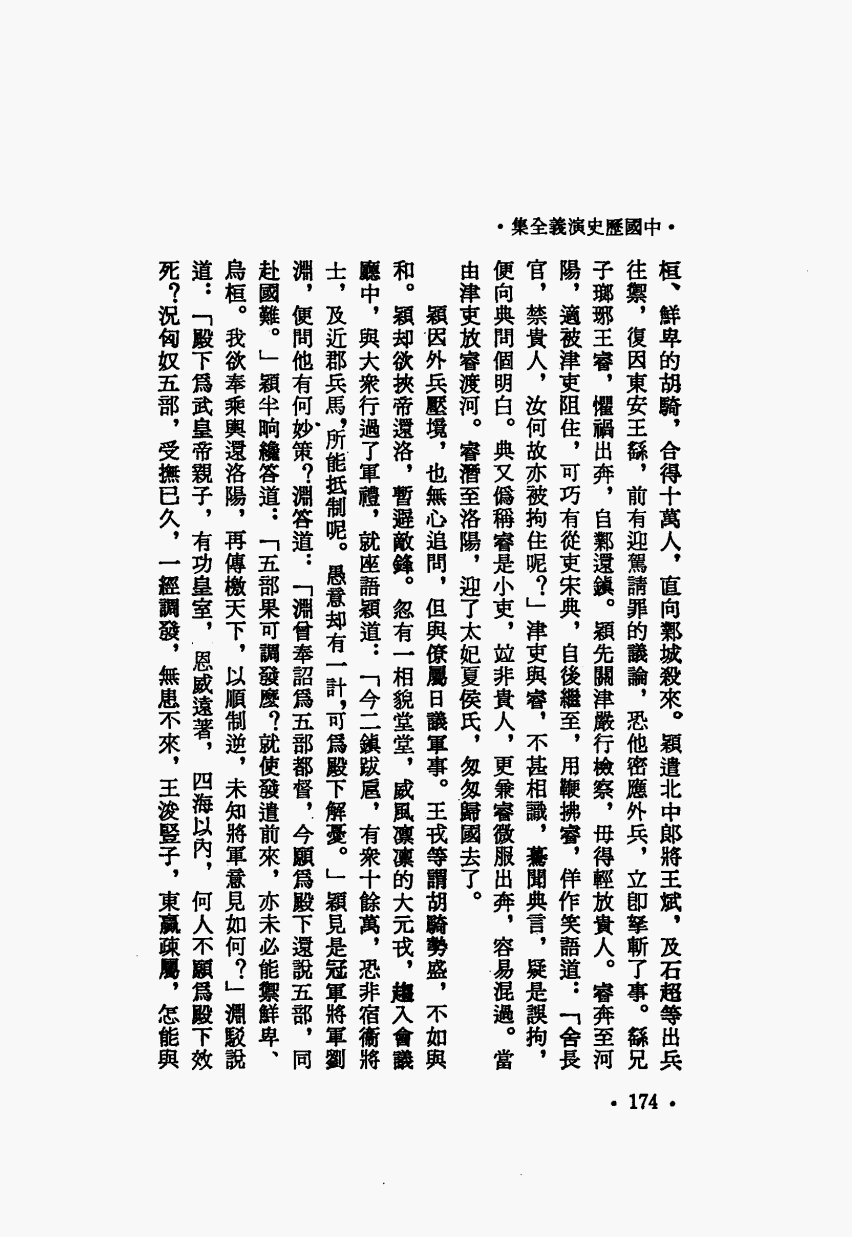 ·中國歷史演義全集·
桓、鮮卑的胡騎，合得十萬人，直向鄴城殺來。穎遣北中郎將王斌，及石超等出兵
往禦，復因東安王繇，前有迎駕請罪的議論，恐他密應外兵，立卽拏斬了事。繇兄
子瑯邪王睿，懼禍出奔，自鄴還鎮。穎先關津嚴行檢察，毋得輕放貴人。睿奔至河
陽，適被津吏阻住，可巧有從吏宋典，自後繼至，用鞭拂睿，佯作笑語道：「舍長
官，禁貴人，汝何故亦被拘住呢？」津吏與睿，不甚相識，驀聞典言，疑是誤拘，
便向典問個明白。典又僞稱睿是小吏，竝非貴人，更兼睿微服出奔，容易混過。當
由津吏放睿渡河。睿潛至洛陽，迎了太妃夏侯氏，匆匆歸國去了。
穎因外兵壓境，也無心追問，但與僚屬日議軍事。王戎等謂胡騎勢盛，不如與
和。穎却欲挾帝還洛，暫避敵鋒。忽有一相貌堂堂，威風凜凜的大元戎，趨入會議
廳中，與大衆行過了軍禮，就座語穎道：「今二鎮跋扈，有衆十餘萬，恐非宿衞將
士，及近郡兵馬，所能抵制呢。愚意却有一計，可爲殿下解憂。」穎見是冠軍將軍劉
淵，便問他有何妙策？淵答道：「淵曾奉詔爲五部都督，今願爲殿下還說五部，同
赴國難。」穎半晌纔答道：「五部果可調發麼？就使發遣前來，亦未必能禦鮮卑、
烏桓。我欲奉乘輿還洛陽，再傳檄天下，以順制逆，未知將軍意見如何？」淵駁說
道：「殿下爲武皇帝親子，有功皇室，恩威遠著，四海以內，何人不願爲殿下效
死？況匈奴五部，受撫已久，一經調發，無患不來，王浚豎子，東嬴疎屬，怎能與
·174·